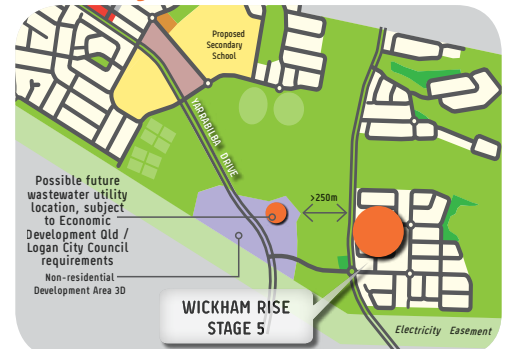 Proposed
Secondary
School
YARRABILBA DRIVE
>250m
Possible future
wastewater utility
location, subject
to Economic
Development Qld /
Logan City Council
requirements
Non-residential
Development Area 3D
WICKHAM RISE
STAGE 5
Electricity Easement